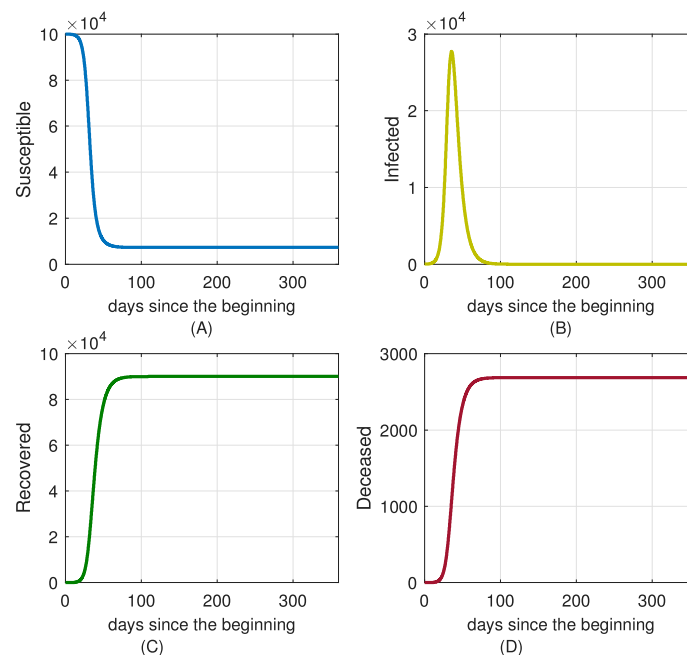 ×10⁴
10
8
6
4
2
0
Susceptible
0 100 200 300
days since the beginning
(A)
×10⁴
3
2
1
0
Infected
0 100 200 300
days since the beginning
(B)
×10⁴
10
8
6
4
2
0
Recovered
0 100 200 300
days since the beginning
(C)
3000
2000
1000
0
Deceased
0 100 200 300
days since the beginning
(D)